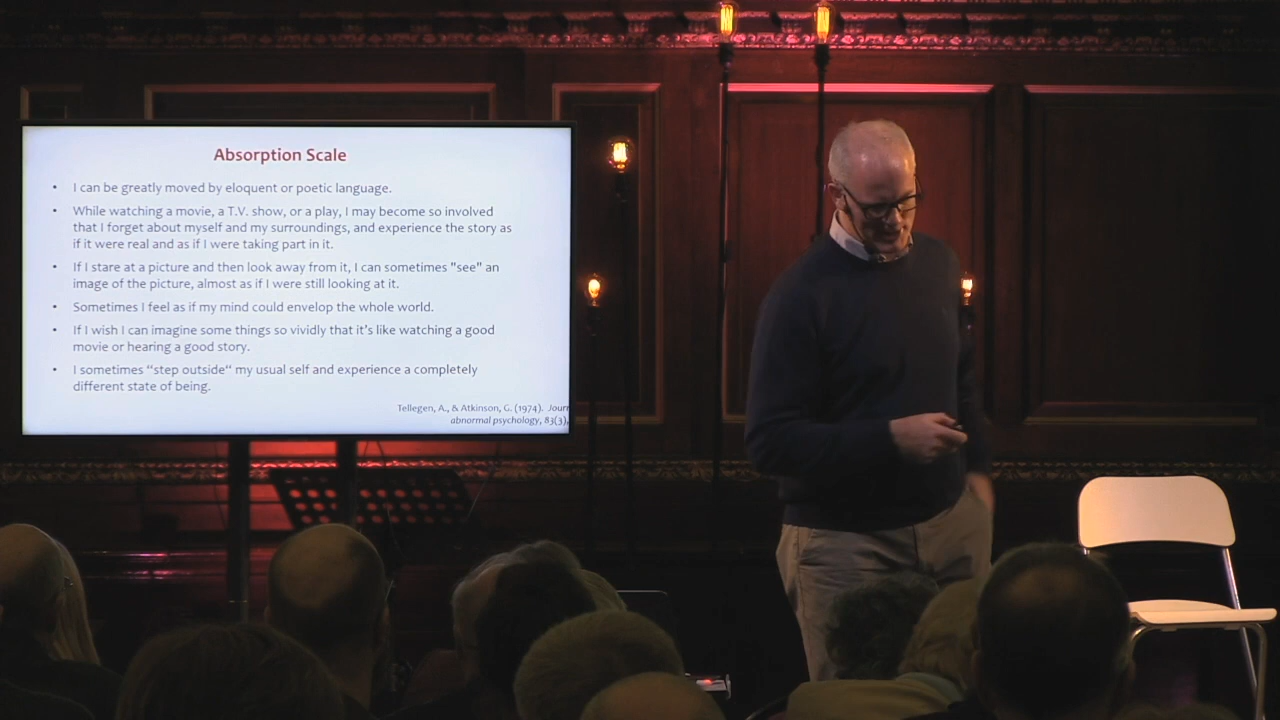 Absorption Scale
• I can be greatly moved by eloquent or poetic language.
• While watching a movie, a T.V. show, or a play, I may become so involved
that I forget about myself and my surroundings, and experience the story as
if it were real and as if I were taking part in it.
• If I stare at a picture and then look away from it, I can sometimes "see" an
image of the picture, almost as if I were still looking at it.
• Sometimes I feel as if my mind could envelop the whole world.
• If I wish I can imagine some things so vividly that it's like watching a good
movie or hearing a good story.
• I sometimes “step outside“ my usual self and experience a completely
different state of being.
Tellegen, A., & Atkinson, G. (1974). Jour
abnormal psychology, 83(3),